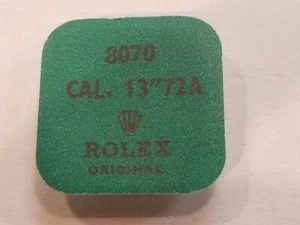 8070
CAL. 13"72A
ROLEX
ORIGINAL